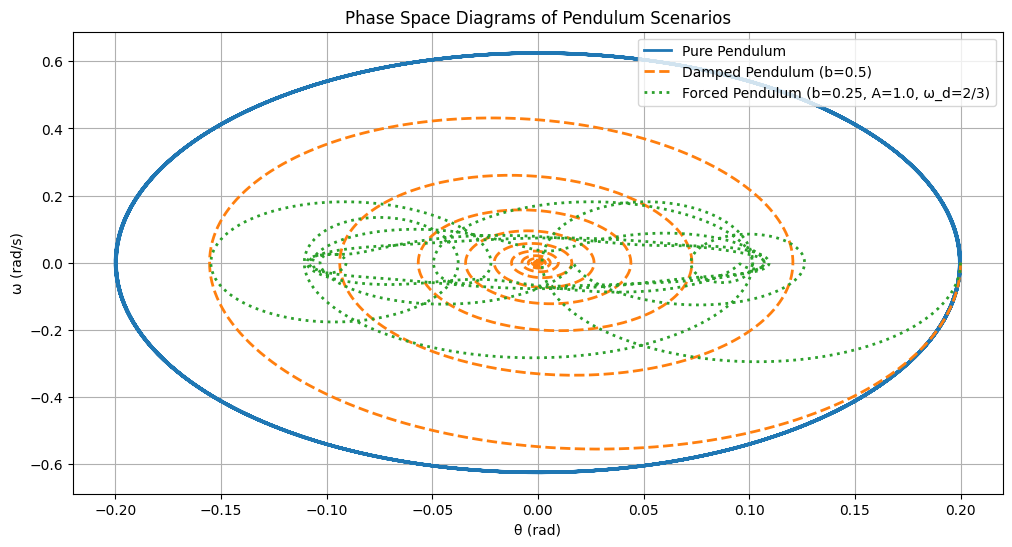 Phase Space Diagrams of Pendulum Scenarios
Pure Pendulum
Damped Pendulum (b=0.5)
Forced Pendulum (b=0.25, A=1.0, ω_d=2/3)
ω (rad/s)
0.6
0.4
0.2
0.0
−0.2
−0.4
−0.6
−0.20 −0.15 −0.10 −0.05 0.00 0.05 0.10 0.15 0.20
θ (rad)